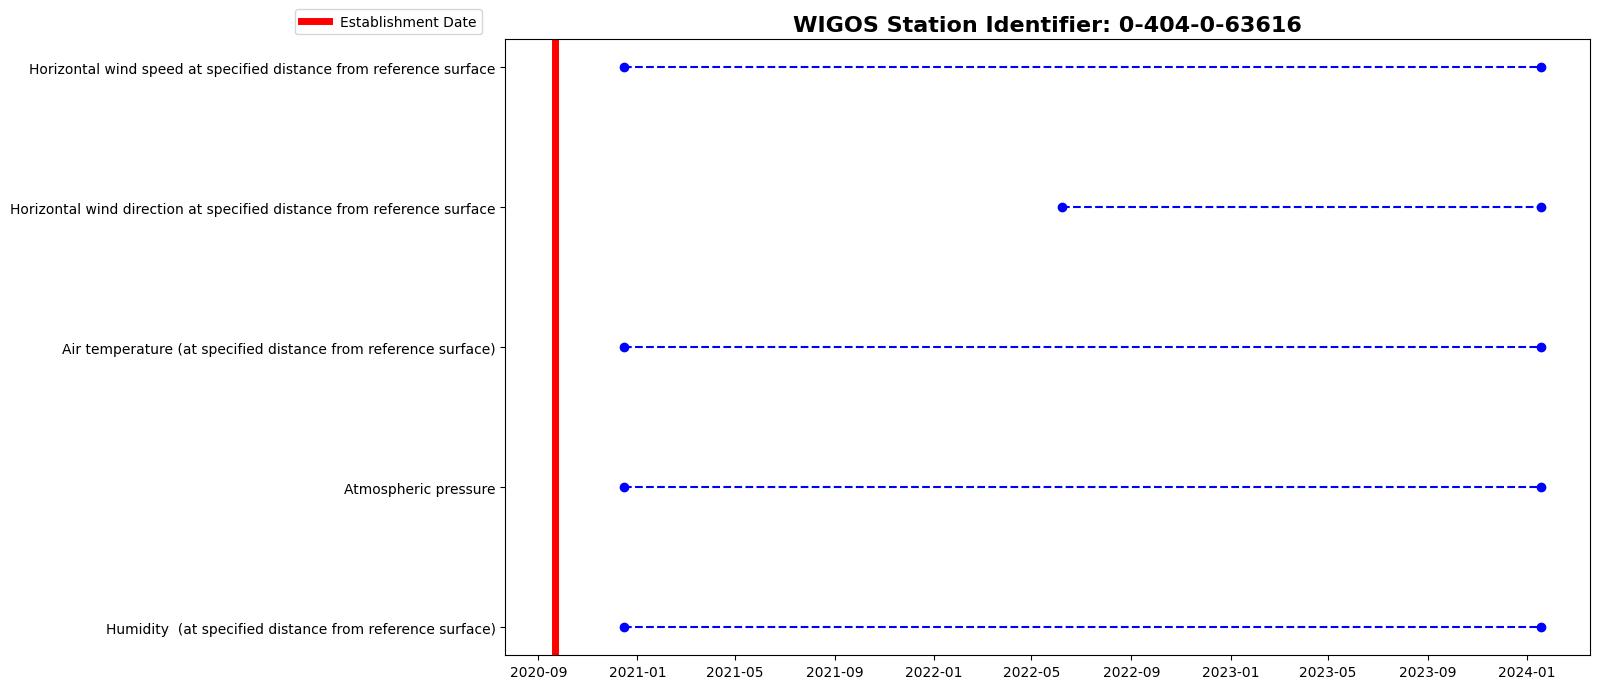 Establishment Date
WIGOS Station Identifier: 0-404-0-63616
Horizontal wind speed at specified distance from reference surface
Horizontal wind direction at specified distance from reference surface
Air temperature (at specified distance from reference surface)
Atmospheric pressure
Humidity  (at specified distance from reference surface)
2020-09 2021-01 2021-05 2021-09 2022-01 2022-05 2022-09 2023-01 2023-05 2023-09 2024-01